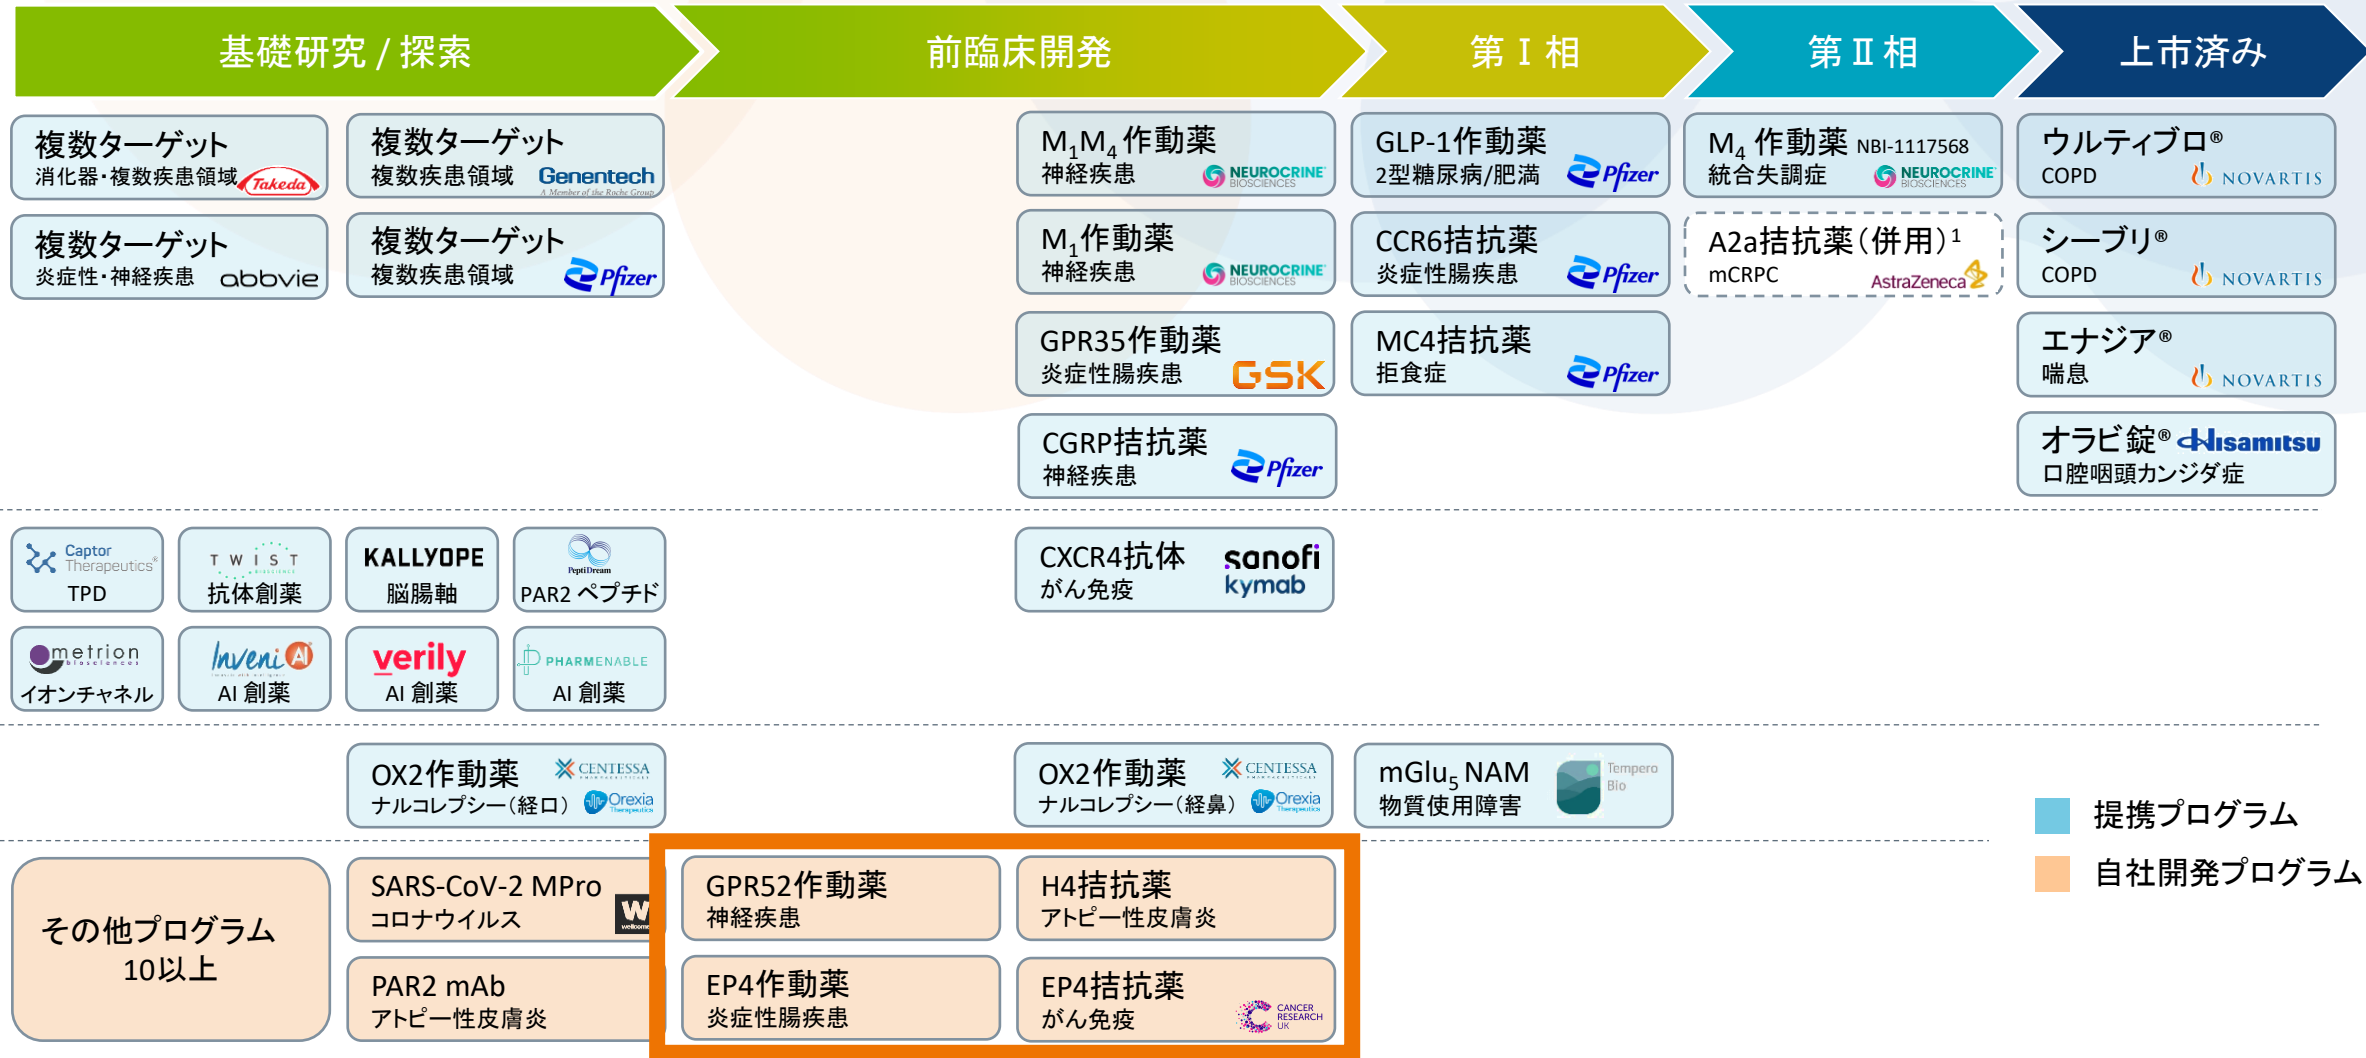 基礎研究 / 探索
前臨床開発
第 I 相
第 II 相
上市済み
複数ターゲット
消化器・複数疾患領域
Takeda
複数ターゲット
複数疾患領域
Genentech
A Member of the Roche Group
M1M4 作動薬
神経疾患
NEUROCRINE
BIOSCIENCES
GLP-1作動薬
2型糖尿病/肥満
Pfizer
M4 作動薬 NBI-1117568
統合失調症
NEUROCRINE
BIOSCIENCES
ウルティブロ®
COPD
NOVARTIS
複数ターゲット
炎症性・神経疾患
abbvie
複数ターゲット
複数疾患領域
Pfizer
M1作動薬
神経疾患
NEUROCRINE
BIOSCIENCES
CCR6拮抗薬
炎症性腸疾患
Pfizer
A2a拮抗薬（併用）1
mCRPC
AstraZeneca
シーブリ®
COPD
NOVARTIS
GPR35作動薬
炎症性腸疾患
GSK
MC4拮抗薬
拒食症
Pfizer
エナジア®
喘息
NOVARTIS
CGRP拮抗薬
神経疾患
Pfizer
オラビ錠®
Hisamitsu
口腔咽頭カンジダ症
Captor
Therapeutics®
TPD
TWIST
BIOSCIENCE
抗体創薬
KALLYOPE
脳腸軸
PeptiDream
PAR2 ペプチド
CXCR4抗体
がん免疫
sanofi
kymab
metrion
biosciences
イオンチャネル
InveniAI
AI 創薬
verily
AI 創薬
PHARMENABLE
AI 創薬
OX2作動薬
ナルコレプシー（経口）
CENTESSA
PHARMACEUTICALS
Orexia
Therapeutics
OX2作動薬
ナルコレプシー（経鼻）
CENTESSA
PHARMACEUTICALS
Orexia
Therapeutics
mGlu5 NAM
物質使用障害
Tempero
Bio
提携プログラム
自社開発プログラム
その他プログラム
10以上
SARS-CoV-2 MPro
コロナウイルス
W
wellcome
GPR52作動薬
神経疾患
H4拮抗薬
アトピー性皮膚炎
PAR2 mAb
アトピー性皮膚炎
EP4作動薬
炎症性腸疾患
EP4拮抗薬
がん免疫
CANCER
RESEARCH
UK